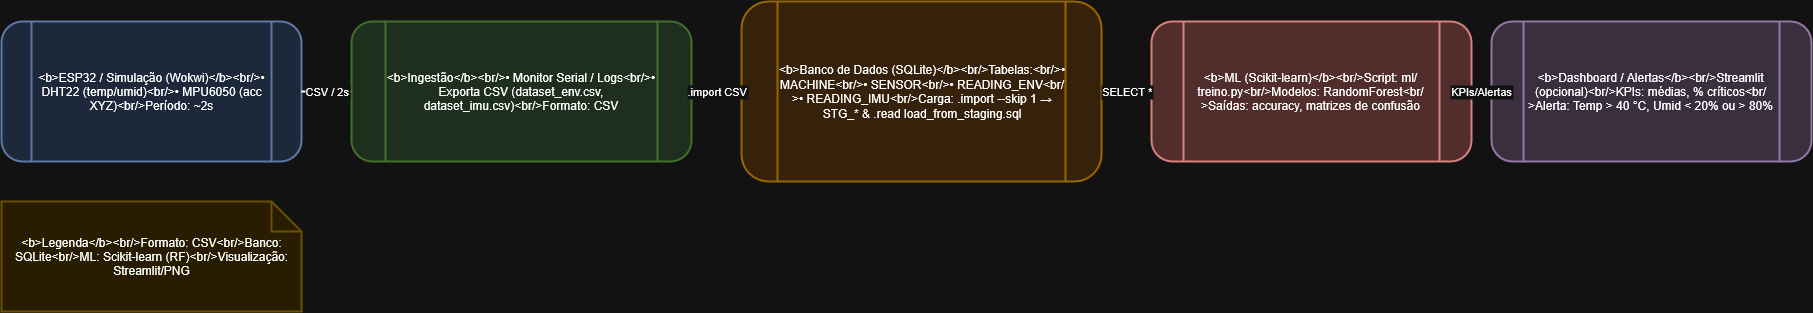 <b>ESP32 / Simulação (Wokwi)</b><br/>•
DHT22 (temp/umid)<br/>• MPU6050 (acc
XYZ)<br/>Período: ~2s
CSV / 2s
<b>Ingestão</b><br/>• Monitor Serial / Logs<br/>•
Exporta CSV (dataset_env.csv,
dataset_imu.csv)<br/>Formato: CSV
.import CSV
<b>Banco de Dados (SQLite)</b><br/>Tabelas:<br/>•
MACHINE<br/>• SENSOR<br/>• READING_ENV<br/
>• READING_IMU<br/>Carga: .import --skip 1 →
STG_* & .read load_from_staging.sql
SELECT *
<b>ML (Scikit-learn)</b><br/>Script: ml/
treino.py<br/>Modelos: RandomForest<br/
>Saídas: accuracy, matrizes de confusão
KPIs/Alertas
<b>Dashboard / Alertas</b><br/>Streamlit
(opcional)<br/>KPIs: médias, % críticos<br/
>Alerta: Temp > 40 °C, Umid < 20% ou > 80%
<b>Legenda</b><br/>Formato: CSV<br/>Banco:
SQLite<br/>ML: Scikit-learn (RF)<br/>Visualização:
Streamlit/PNG